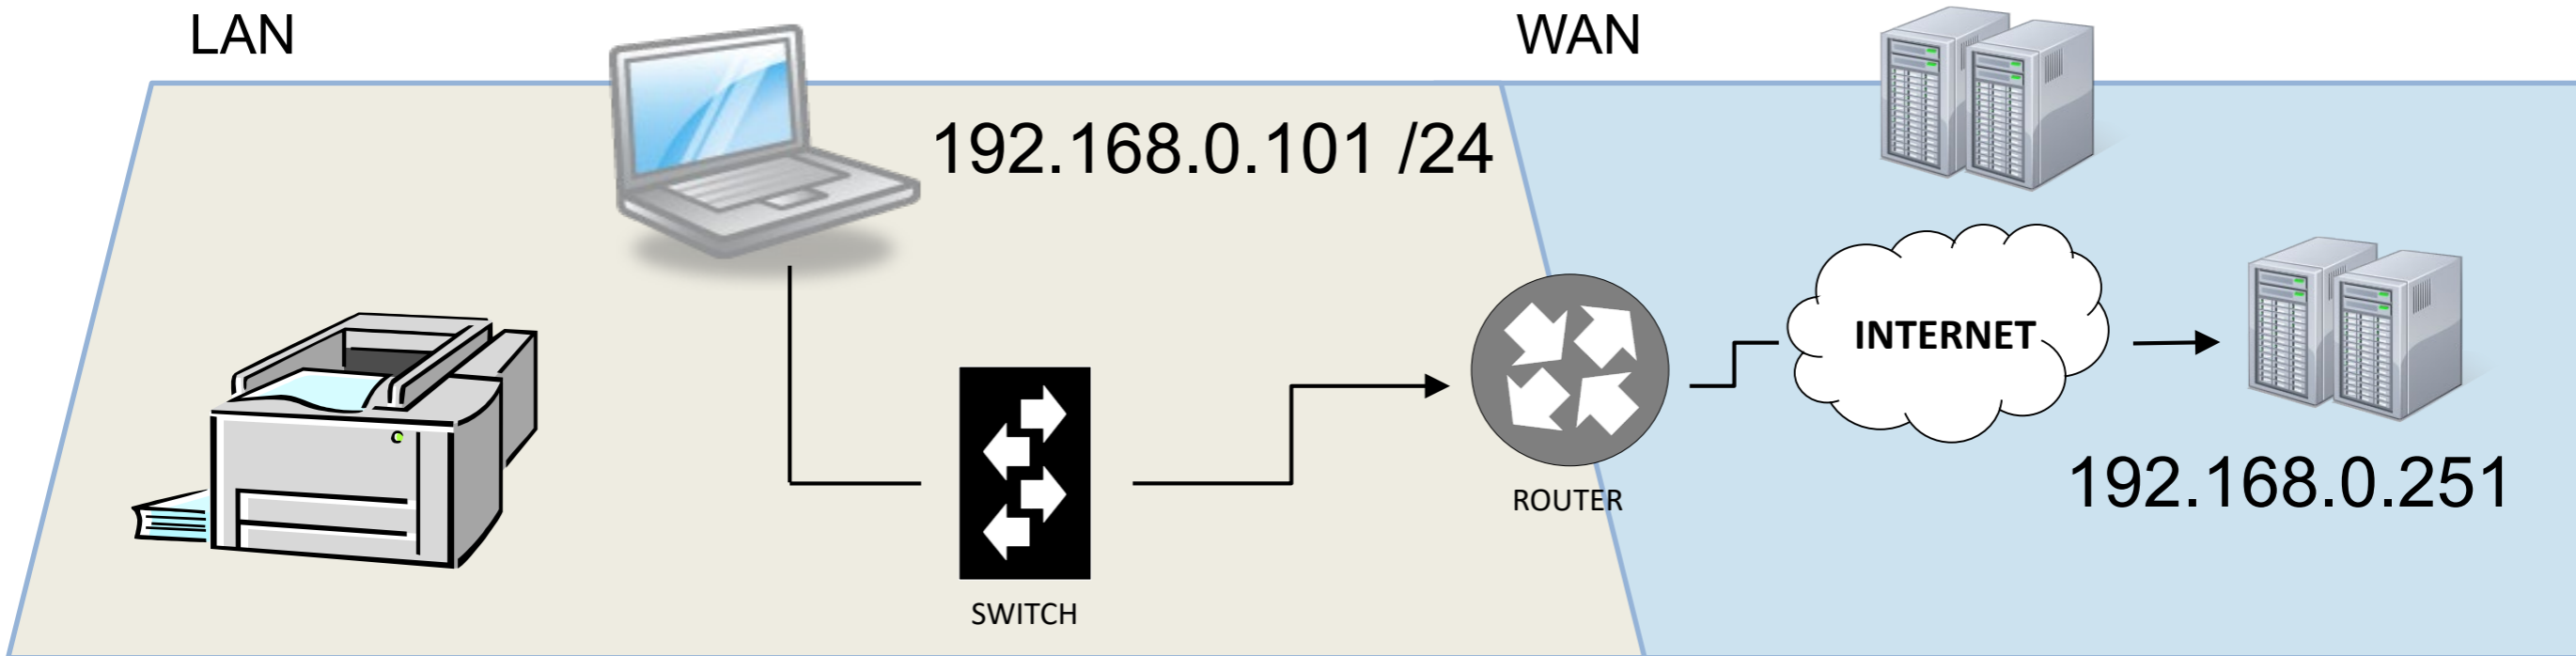 LAN
WAN
192.168.0.101 /24
INTERNET
192.168.0.251
ROUTER
SWITCH